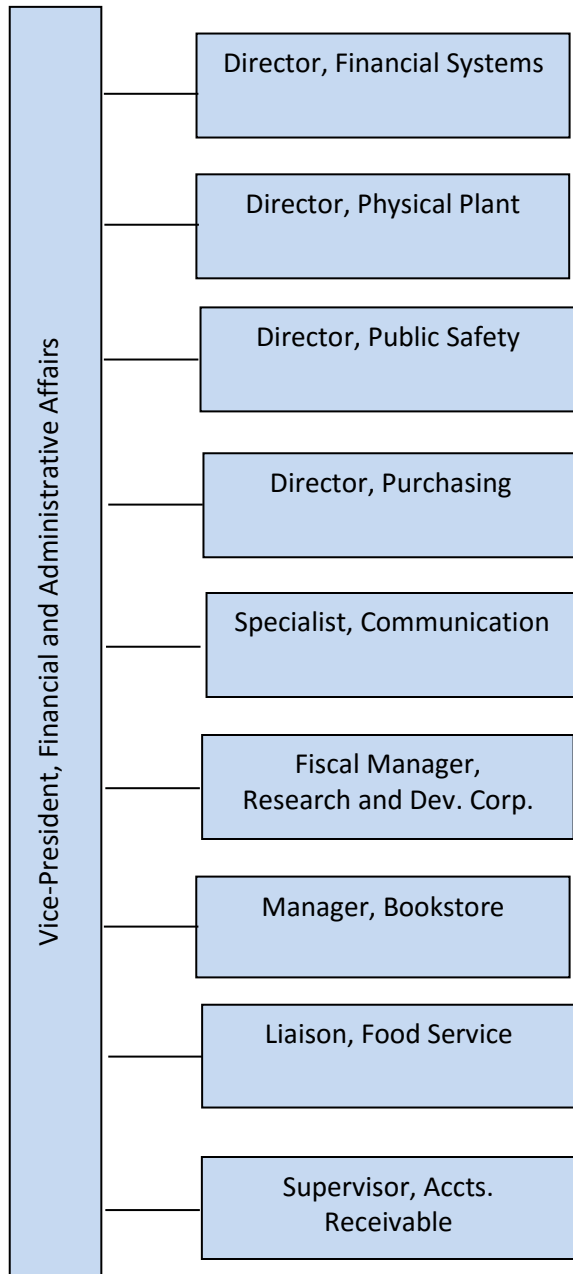 Vice-President, Financial and Administrative Affairs
Director, Financial Systems
Director, Physical Plant
Director, Public Safety
Director, Purchasing
Specialist, Communication
Fiscal Manager,
Research and Dev. Corp.
Manager, Bookstore
Liaison, Food Service
Supervisor, Accts.
Receivable